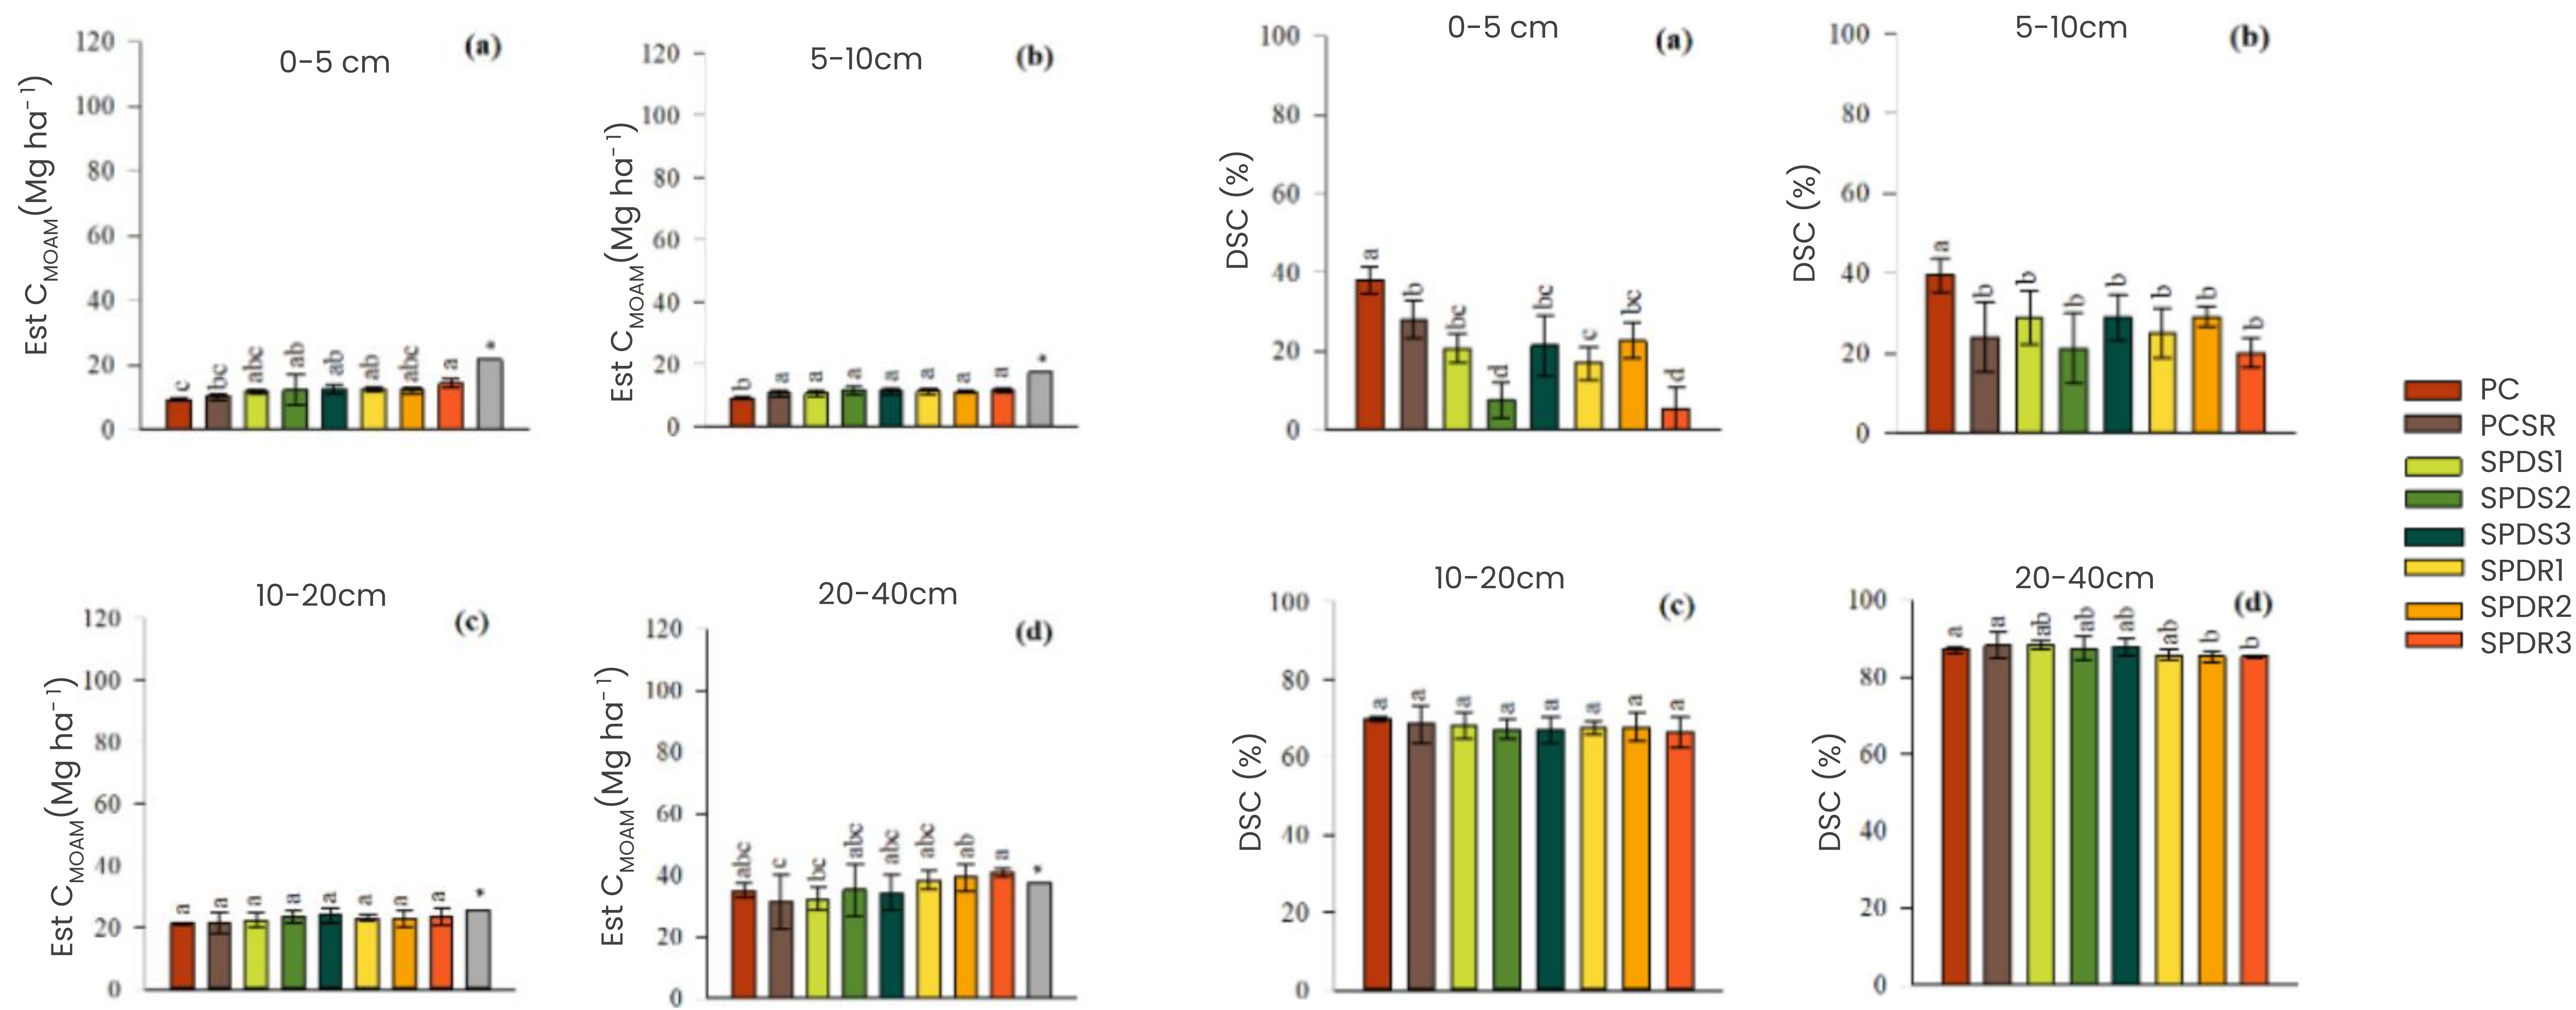 0-5 cm
(a)
Est C_MOAM(Mg ha⁻¹)
120
100
80
60
40
20
0
c
bc
abc
ab
ab
ab
abc
a
*
5-10cm
(b)
Est C_MOAM(Mg ha⁻¹)
120
100
80
60
40
20
0
b
a
a
a
a
a
a
a
*
0-5 cm
(a)
DSC (%)
100
80
60
40
20
0
a
b
bc
d
bc
c
bc
d
5-10cm
(b)
DSC (%)
100
80
60
40
20
0
a
b
b
b
b
b
b
b
PC
PCSR
SPDS1
SPDS2
SPDS3
SPDR1
SPDR2
SPDR3
10-20cm
(c)
Est C_MOAM(Mg ha⁻¹)
120
100
80
60
40
20
0
a
a
a
a
a
a
a
a
*
20-40cm
(d)
Est C_MOAM(Mg ha⁻¹)
120
100
80
60
40
20
0
abc
c
bc
abc
abc
abc
ab
a
*
10-20cm
(c)
DSC (%)
100
80
60
40
20
0
a
a
a
a
a
a
a
a
20-40cm
(d)
DSC (%)
100
80
60
40
20
0
a
a
ab
ab
ab
ab
b
b